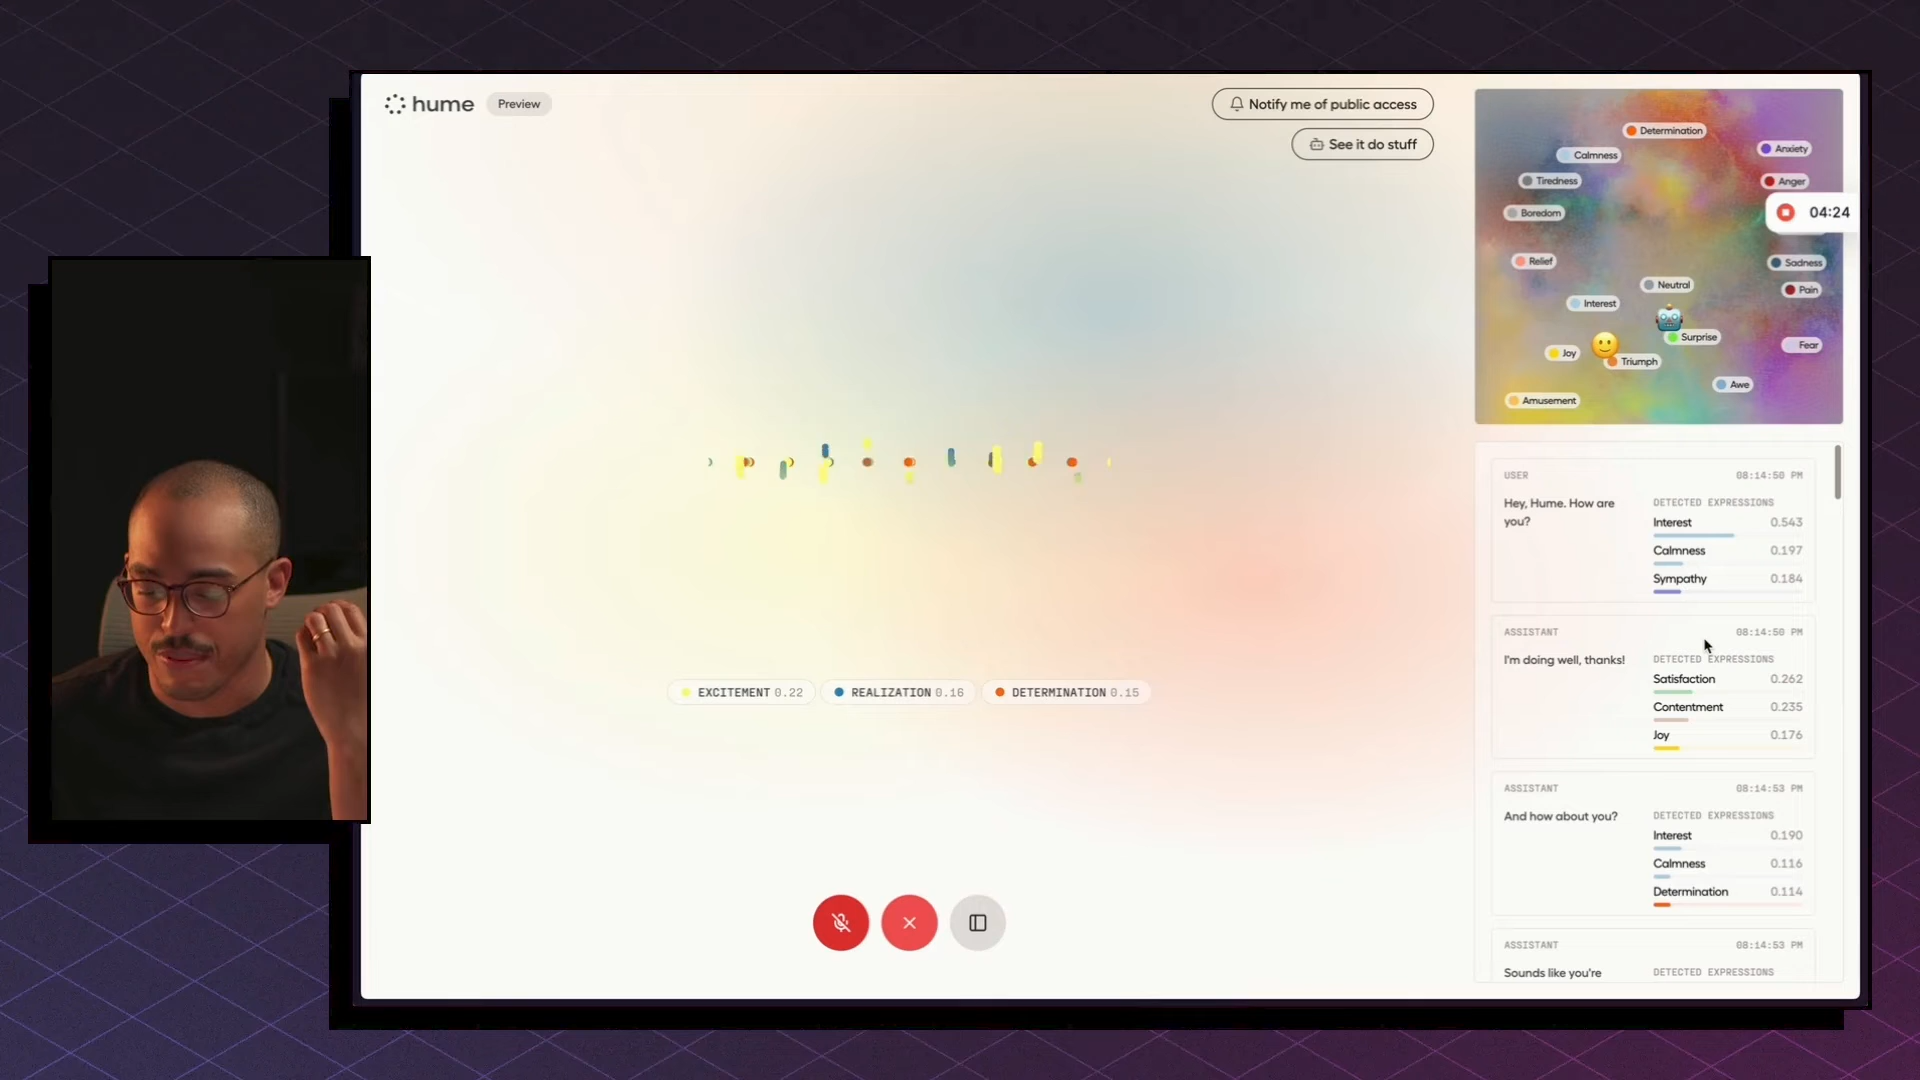 hume
Preview
Notify me of public access
See it do stuff
Determination
Calmness
Anxiety
Tiredness
Anger
Boredom
04:24
Relief
Sadness
Neutral
Pain
Interest
Surprise
Joy
Fear
Triumph
Awe
Amusement
USER 08:14:50 PM
Hey, Hume. How are
you?
DETECTED EXPRESSIONS
Interest 0.543
Calmness 0.197
Sympathy 0.184
ASSISTANT 08:14:50 PM
I'm doing well, thanks!
DETECTED EXPRESSIONS
Satisfaction 0.262
Contentment 0.235
Joy 0.176
EXCITEMENT 0.22
REALIZATION 0.16
DETERMINATION 0.15
ASSISTANT 08:14:53 PM
And how about you?
DETECTED EXPRESSIONS
Interest 0.190
Calmness 0.116
Determination 0.114
ASSISTANT 08:14:53 PM
Sounds like you're
DETECTED EXPRESSIONS